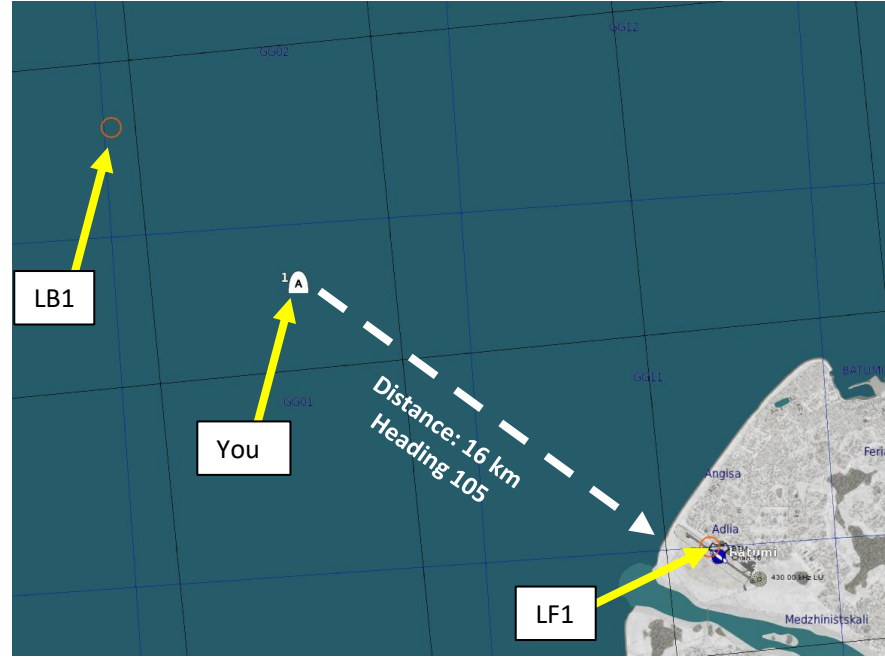 GG02
GG12
LB1
1 A
You
GG01
Distance: 16 km
Heading 105
GG11
BATUMI
Feria
Angisa
Adlia
Batumi
430.00 kHz LU
LF1
Medzhinistskali